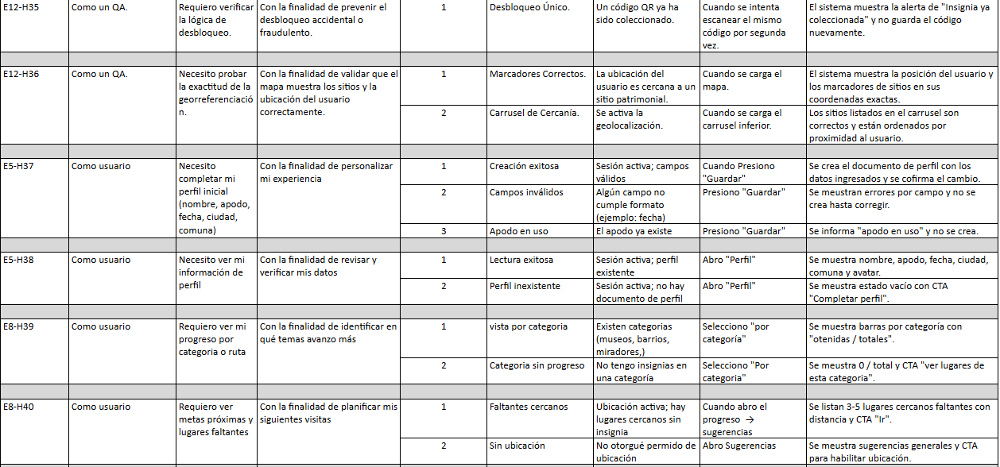 E12-H35
Como un QA.
Requiero verificar
la lógica de
desbloqueo.
Con la finalidad de prevenir el
desbloqueo accidental o
fraudulento.
1
Desbloqueo Único.
Un código QR ya ha
sido coleccionado.
Cuando se intenta
escanear el mismo
código por segunda
vez.
El sistema muestra la alerta de "Insignia ya
coleccionada" y no guarda el código
nuevamente.
E12-H36
Como un QA.
Necesito probar
la exactitud de la
georreferenciació
n.
Con la finalidad de validar que el
mapa muestra los sitios y la
ubicación del usuario
correctamente.
1
Marcadores Correctos.
La ubicación del
usuario es cercana a un
sitio patrimonial.
Cuando se carga el
mapa.
El sistema muestra la posición del usuario y
los marcadores de sitios en sus
coordenadas exactas.
2
Carrusel de Cercanía.
Se activa la
geolocalización.
Cuando se carga el
carrusel inferior.
Los sitios listados en el carrusel son
correctos y están ordenados por
proximidad al usuario.
E5-H37
Como usuario
Necesito
completar mi
perfil inicial
(nombre, apodo,
fecha, ciudad,
comuna)
Con la finalidad de personalizar
mi experiencia
1
Creación exitosa
Sesión activa; campos
válidos
Cuando Presiono
"Guardar"
Se crea el documento de perfil con los
datos ingresados y se cofirma el cambio.
2
Campos inválidos
Algún campo no
cumple formato
(ejemplo: fecha)
Presiono "Guardar"
Se meustran errores por campo y no se
crea hasta corregir.
3
Apodo en uso
El apodo ya existe
Presiono "Guardar"
Se informa "apodo en uso" y no se crea.
E5-H38
Como usuario
Necesito ver mi
información de
perfil
Con la finalidad de revisar y
verificar mis datos
1
Lectura exitosa
Sesión activa; perfil
existente
Abro "Perfil"
Se muestra nombre, apodo, fecha, ciudad,
comuna y avatar.
2
Perfil inexistente
Sesión activa; no hay
documento de perfil
Abro "Perfil"
Se meustra estado vacío con CTA
"Completar perfil".
E8-H39
Como usuario
Requiero ver mi
progreso por
categoria o ruta
Con la finalidad de identificar en
qué temas avanzo más
1
vista por categoria
Existen categorias
(museos, barrios,
miradores,)
Selecciono "por
categoría"
Se muestra barras por categoría con
"otenidas / totales".
2
Categoria sin progreso
No tengo insignias en
una categoría
Selecciono "Por
categoria"
Se meustra 0 / total y CTA "ver lugares de
esta categoria".
E8-H40
Como usuario
Requiero ver
metas próximas y
lugares faltantes
Con la finalidad de planificar mis
siguientes visitas
1
Faltantes cercanos
Ubicación activa; hay
lugares cercanos sin
insignia
Cuando abro el
progreso →
sugerencias
Se listan 3-5 lugares cercanos faltantes con
distancia y CTA "Ir".
2
Sin ubicación
No otorgué permido de
ubicación
Abro Sugerencias
Se meustra sugerencias generales y CTA
para habilitar ubicación.